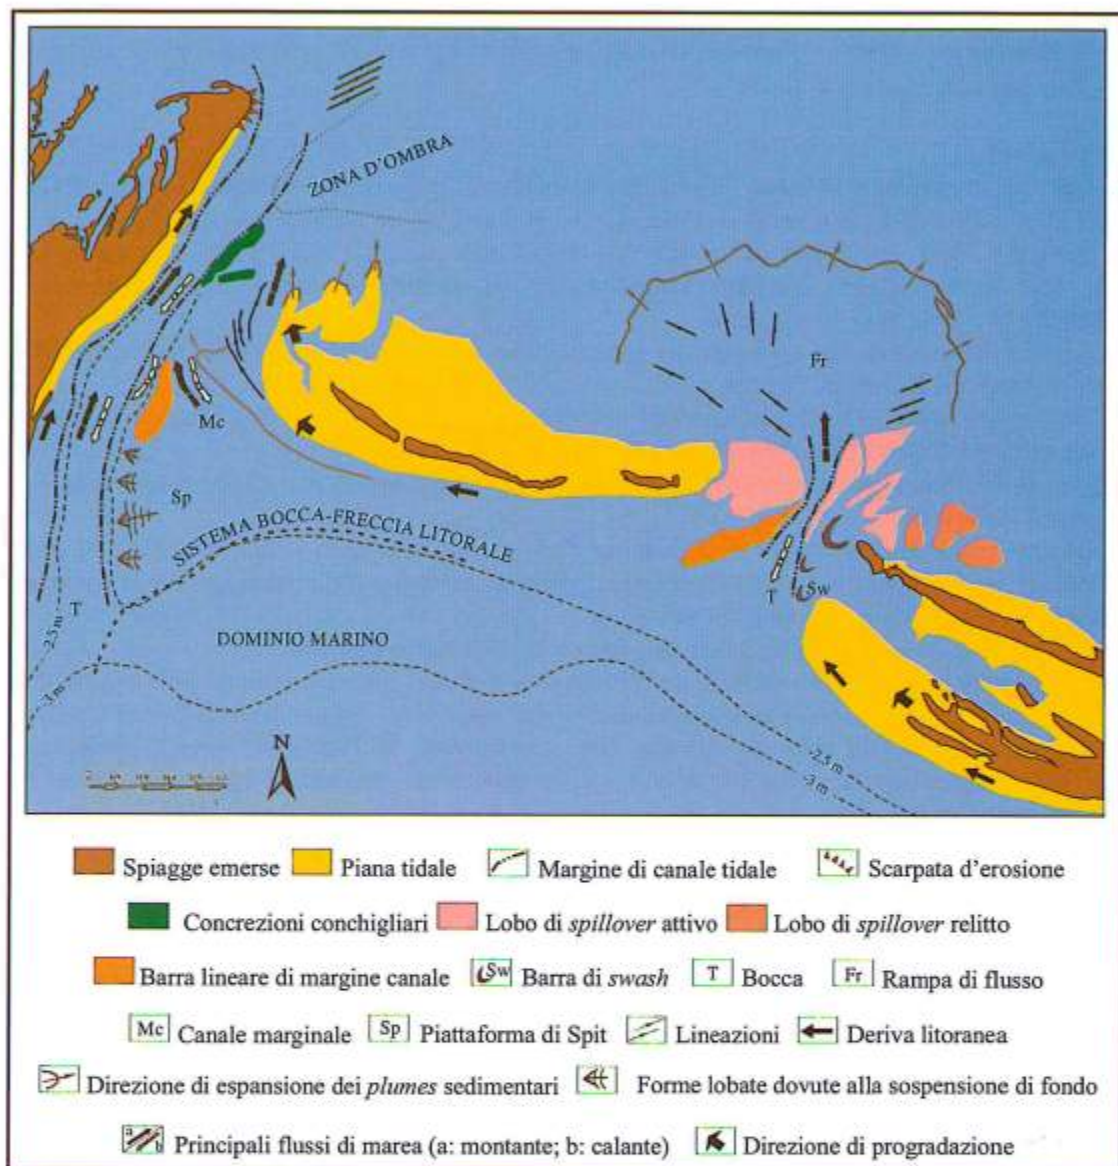 ZONA D'OMBRA
Fr
Mc
Sp
SISTEMA BOCCA-FRECCIA LITORALE
T
T
Sw
DOMINIO MARINO
2.5 m
-3 m
-2.5 m
-3 m
N
Spiagge emerse Piana tidale Margine di canale tidale Scarpata d'erosione
Concrezioni conchigliari Lobo di spillover attivo Lobo di spillover relitto
Barra lineare di margine canale Sw Barra di swash T Bocca Fr Rampa di flusso
Mc Canale marginale Sp Piattaforma di Spit Lineazioni Deriva litoranea
Direzione di espansione dei plumes sedimentari Forme lobate dovute alla sospensione di fondo
a b Principali flussi di marea (a: montante; b: calante) Direzione di progradazione